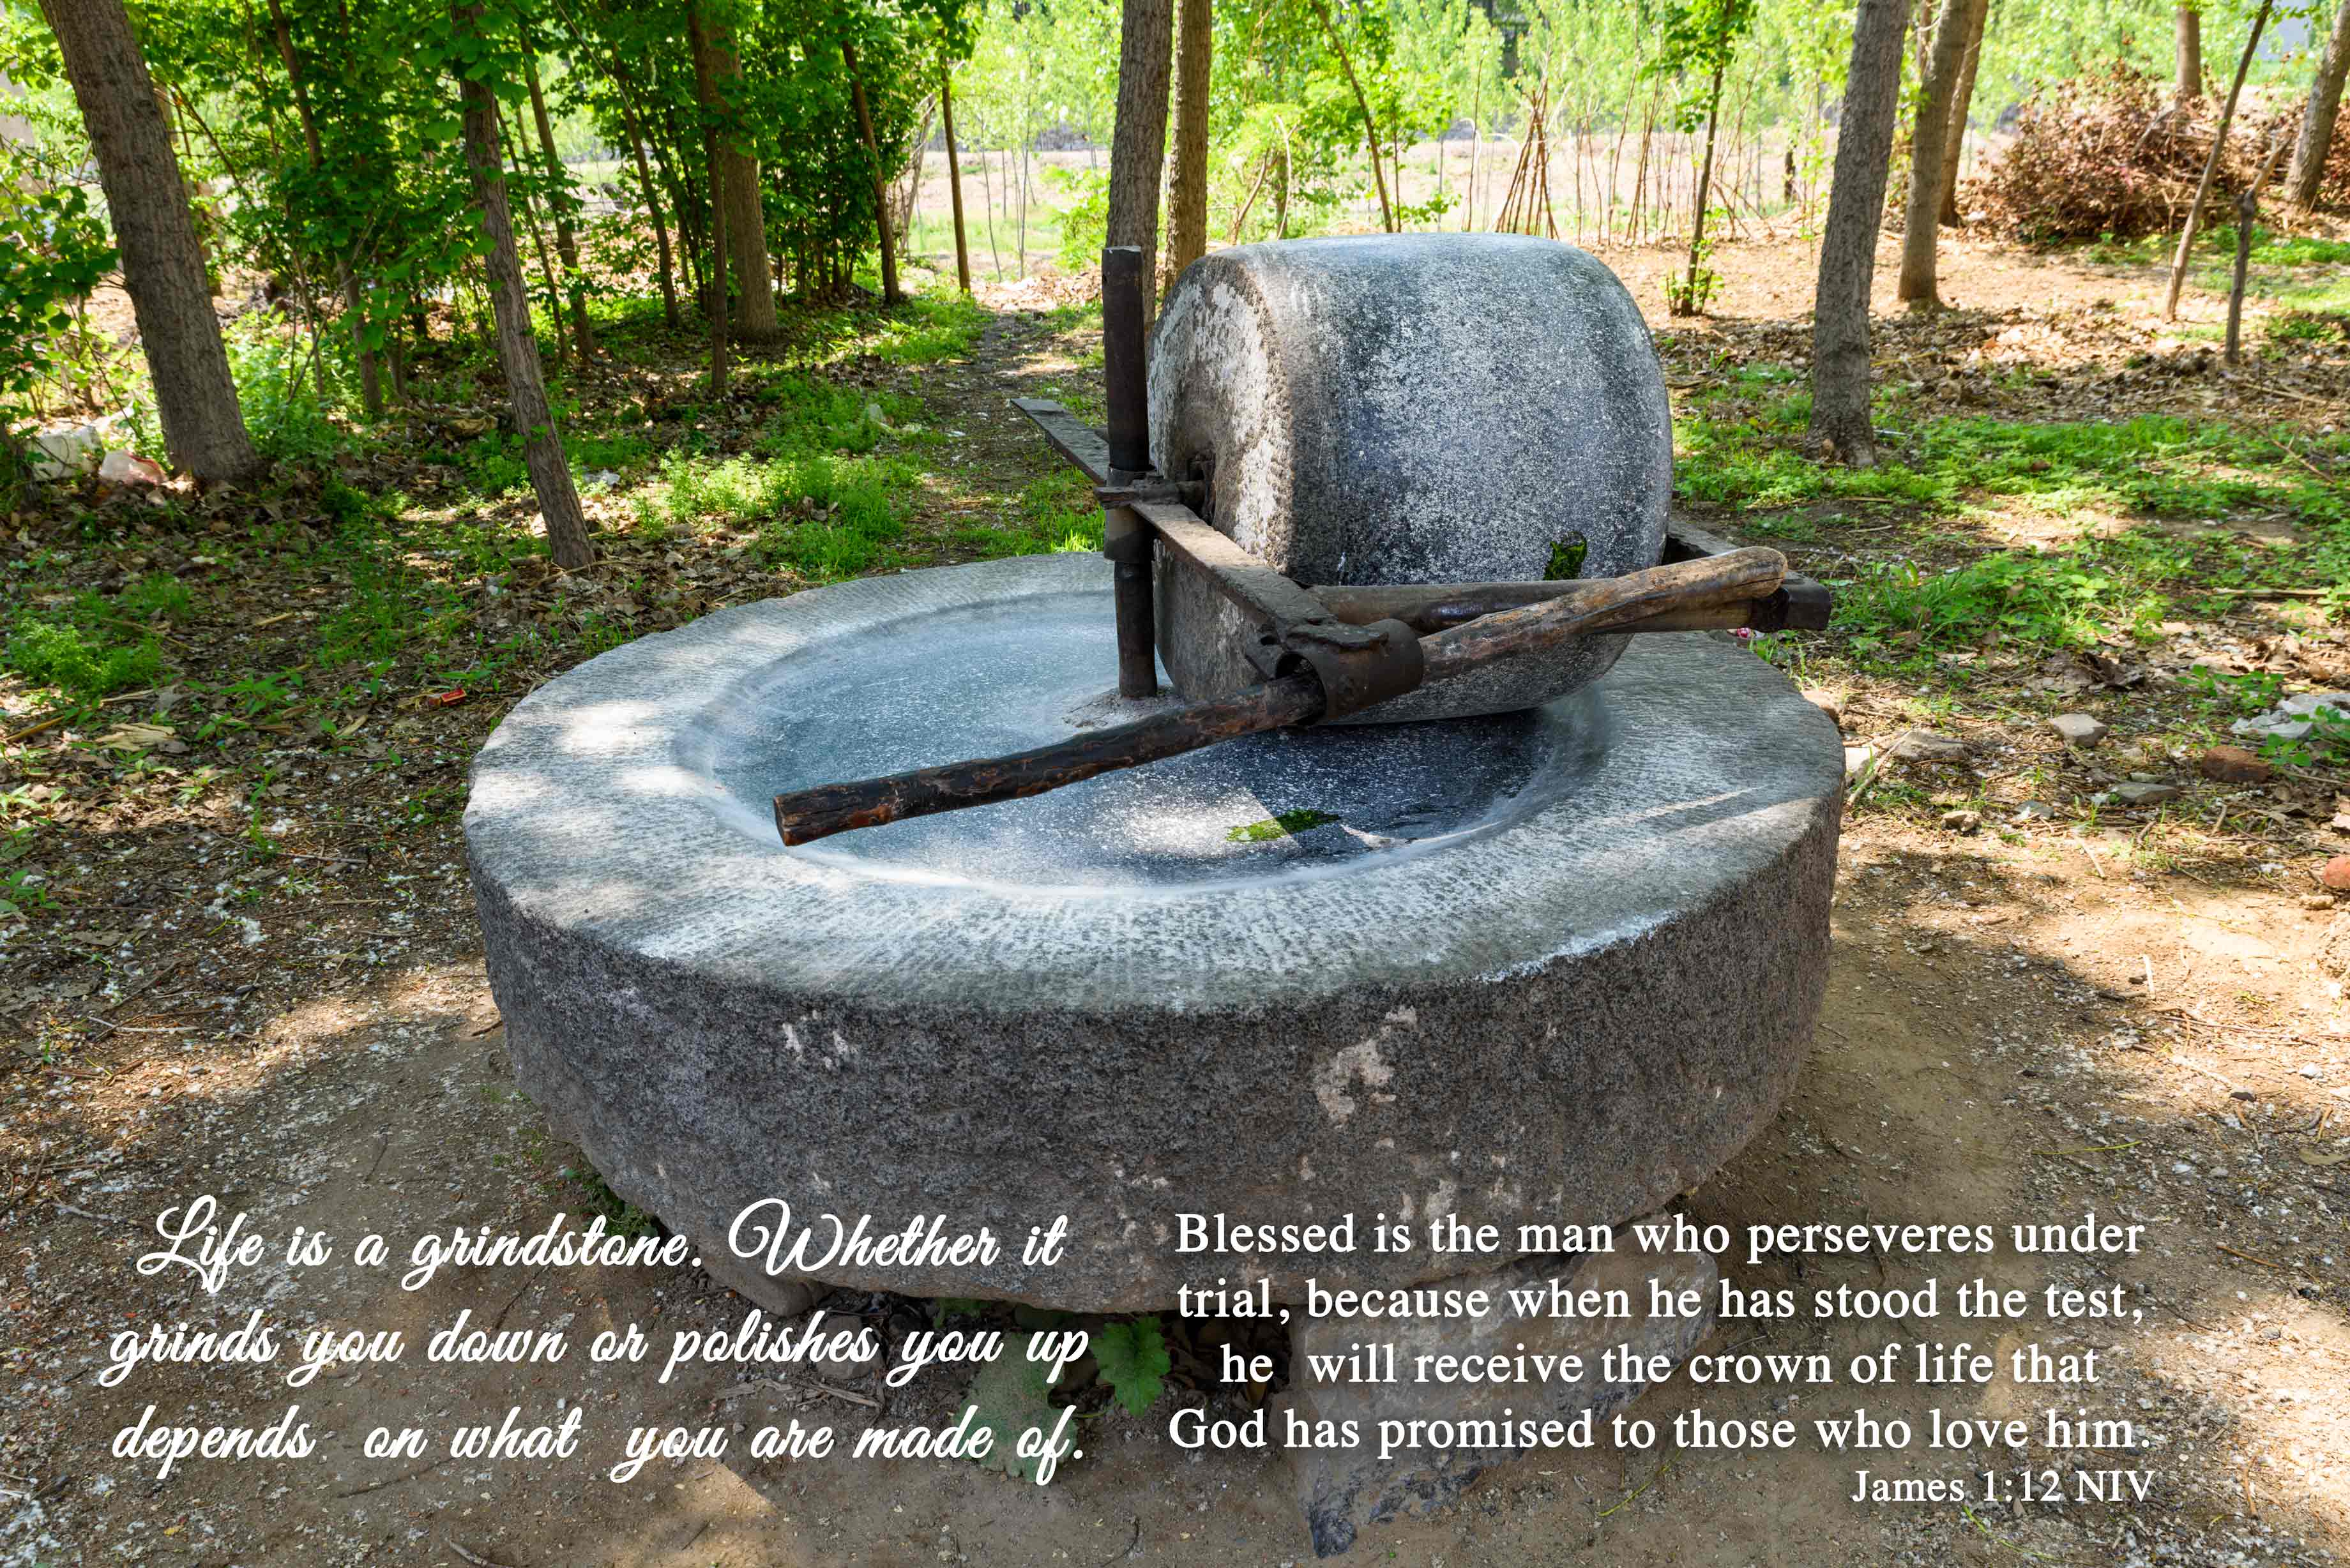 Life is a grindstone. Whether it
grinds you down or polishes you up
depends on what you are made of.
Blessed is the man who perseveres under
trial, because when he has stood the test,
he will receive the crown of life that
God has promised to those who love him.
James 1:12 NIV